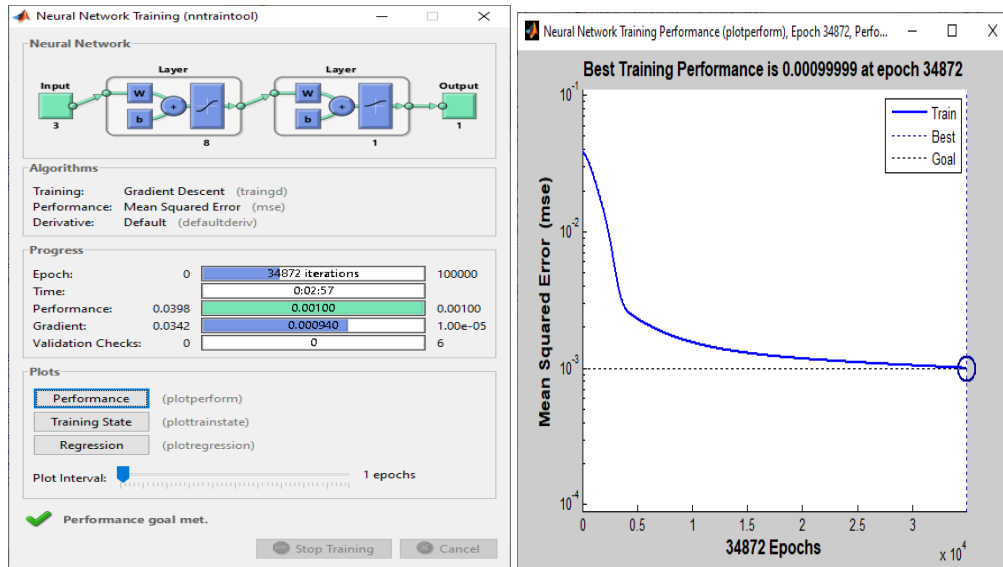 Neural Network Training (nntraintool)
Neural Network
Layer Layer
Input Output
W W
b b
3 1
8 1
Algorithms
Training: Gradient Descent (traingd)
Performance: Mean Squared Error (mse)
Derivative: Default (defaultderiv)
Progress
Epoch: 0 34872 iterations 100000
Time: 0:02:57
Performance: 0.0398 0.00100 0.00100
Gradient: 0.0342 0.000940 1.00e-05
Validation Checks: 0 0 6
Plots
Performance (plotperform)
Training State (plottrainstate)
Regression (plotregression)
Plot Interval: 1 epochs
Performance goal met.
Stop Training Cancel
Neural Network Training Performance (plotperform), Epoch 34872, Perfo...
Best Training Performance is 0.00099999 at epoch 34872
Train
Best
Goal
Mean Squared Error (mse)
10^-1
10^-2
10^-3
10^-4
0 0.5 1 1.5 2 2.5 3
x 10^4
34872 Epochs